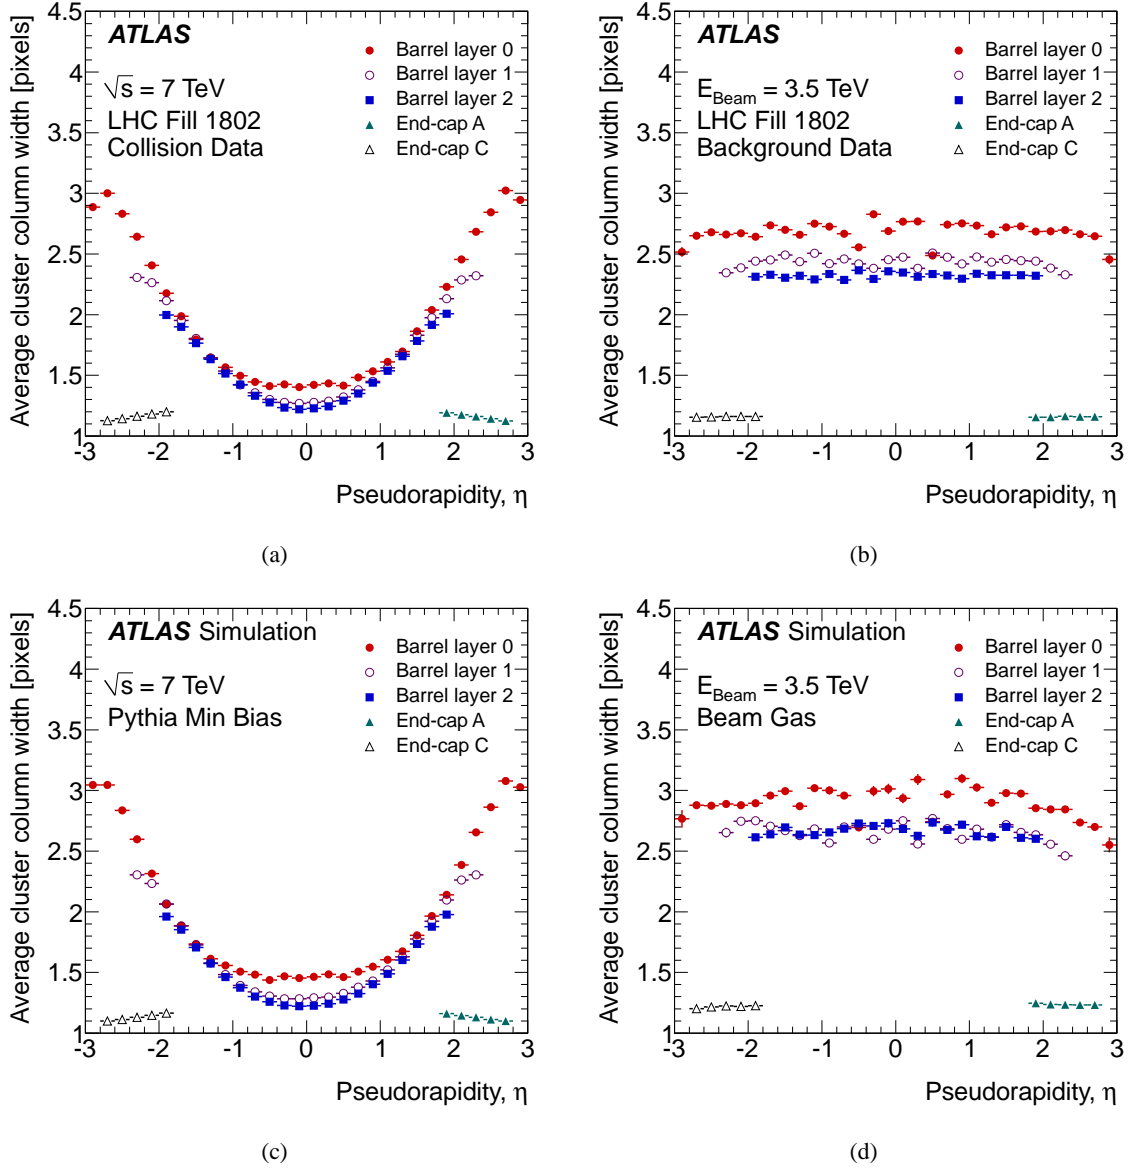 Average cluster column width [pixels]
4.5
4
3.5
3
2.5
2
1.5
1
ATLAS
√s = 7 TeV
LHC Fill 1802
Collision Data
Barrel layer 0
Barrel layer 1
Barrel layer 2
End-cap A
End-cap C
-3 -2 -1 0 1 2 3
Pseudorapidity, η
(a)
Average cluster column width [pixels]
4.5
4
3.5
3
2.5
2
1.5
1
ATLAS
E_Beam = 3.5 TeV
LHC Fill 1802
Background Data
Barrel layer 0
Barrel layer 1
Barrel layer 2
End-cap A
End-cap C
-3 -2 -1 0 1 2 3
Pseudorapidity, η
(b)
Average cluster column width [pixels]
4.5
4
3.5
3
2.5
2
1.5
1
ATLAS Simulation
√s = 7 TeV
Pythia Min Bias
Barrel layer 0
Barrel layer 1
Barrel layer 2
End-cap A
End-cap C
-3 -2 -1 0 1 2 3
Pseudorapidity, η
(c)
Average cluster column width [pixels]
4.5
4
3.5
3
2.5
2
1.5
1
ATLAS Simulation
E_Beam = 3.5 TeV
Beam Gas
Barrel layer 0
Barrel layer 1
Barrel layer 2
End-cap A
End-cap C
-3 -2 -1 0 1 2 3
Pseudorapidity, η
(d)